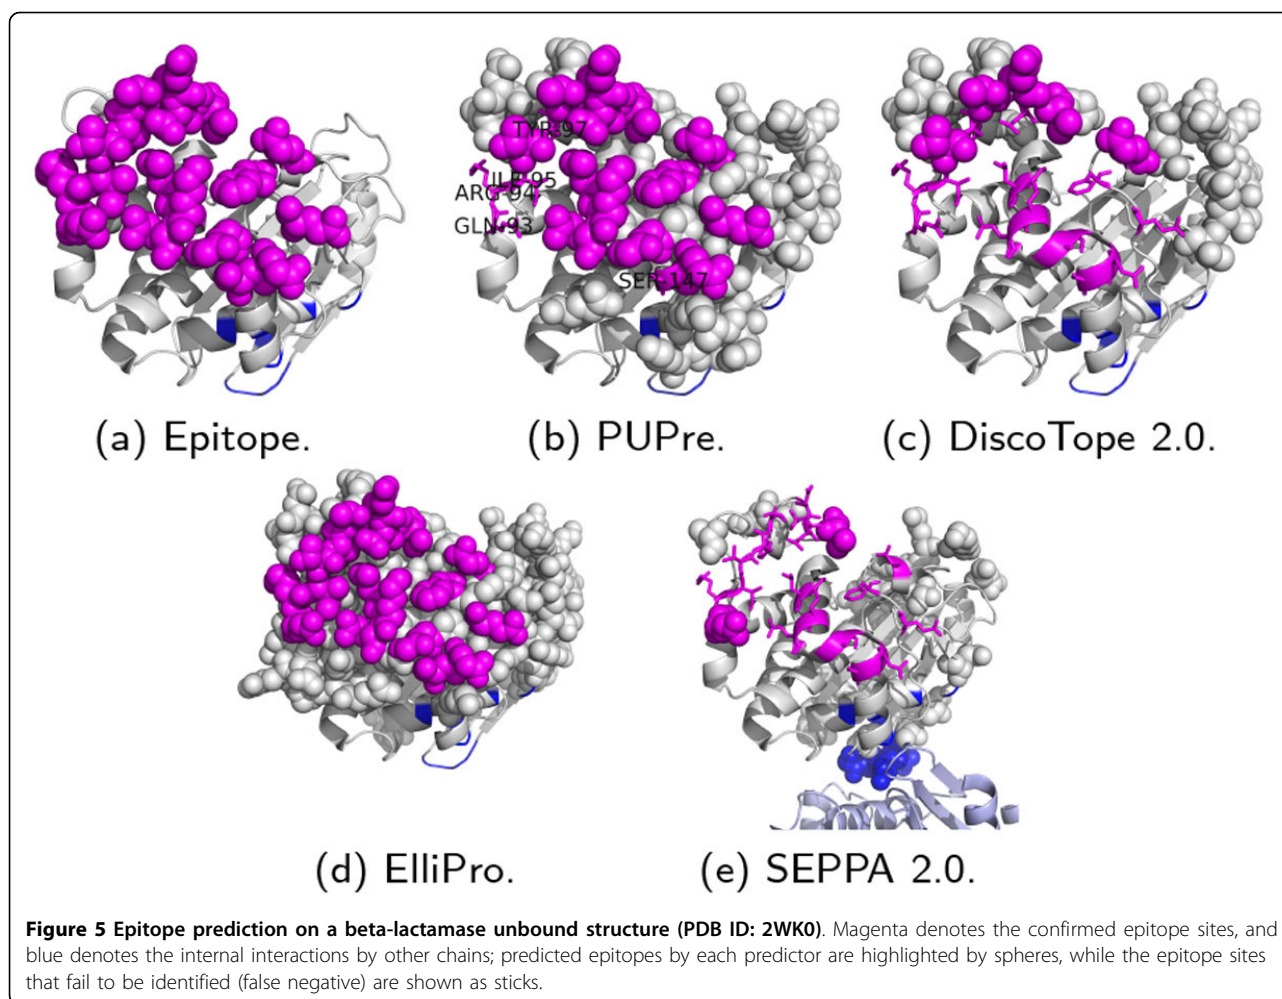 TYR-97
ILE-95
ARG-94
GLN-93
SER-147
(a) Epitope.
(b) PUPre.
(c) DiscoTope 2.0.
(d) ElliPro.
(e) SEPPA 2.0.
Figure 5 Epitope prediction on a beta-lactamase unbound structure (PDB ID: 2WK0). Magenta denotes the confirmed epitope sites, and
blue denotes the internal interactions by other chains; predicted epitopes by each predictor are highlighted by spheres, while the epitope sites
that fail to be identified (false negative) are shown as sticks.